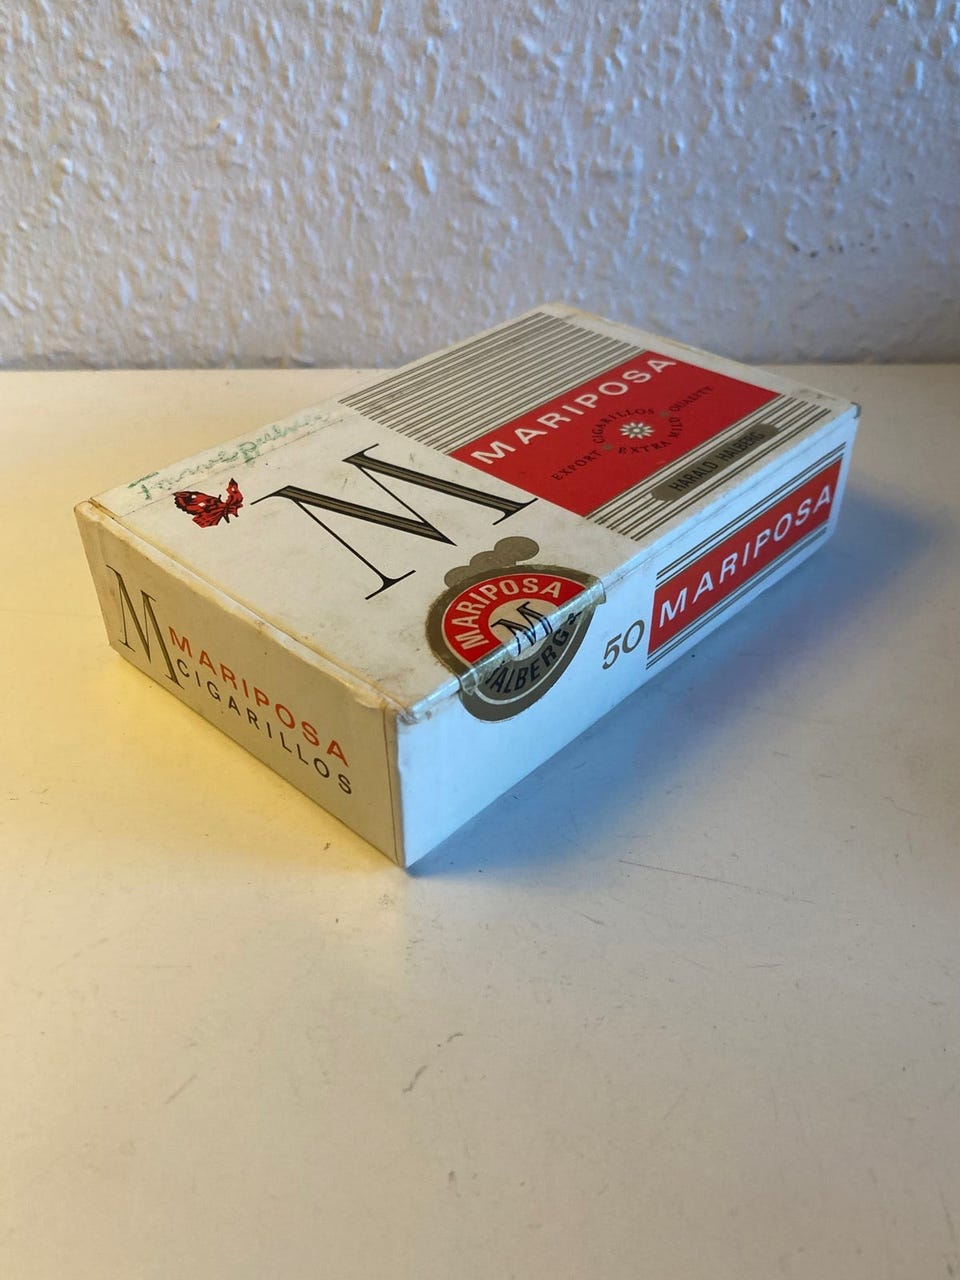 M
MARIPOSA
EXPORT CIGARILLOS QUALITY
EXTRA MILD
HARALD HALBERG
MARIPOSA
M
HALBERG
50 MARIPOSA
M MARIPOSA
CIGARILLOS